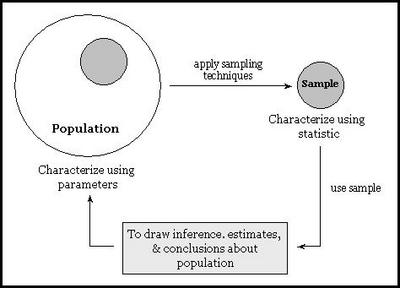 apply sampling
techniques
Sample
Population
Characterize using
statistic
Characterize using
parameters
use sample
To draw inference. estimates,
& conclusions about
population